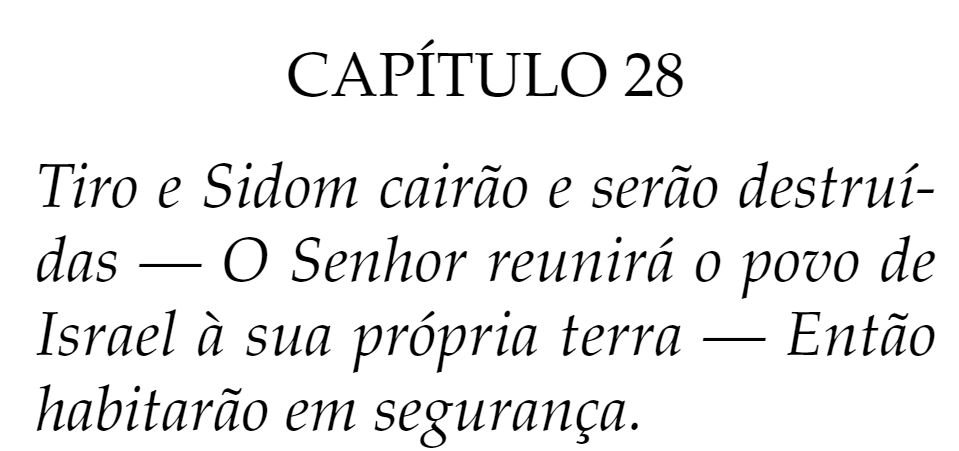 CAPÍTULO 28
Tiro e Sidom cairão e serão destruí-
das — O Senhor reunirá o povo de
Israel à sua própria terra — Então
habitarão em segurança.